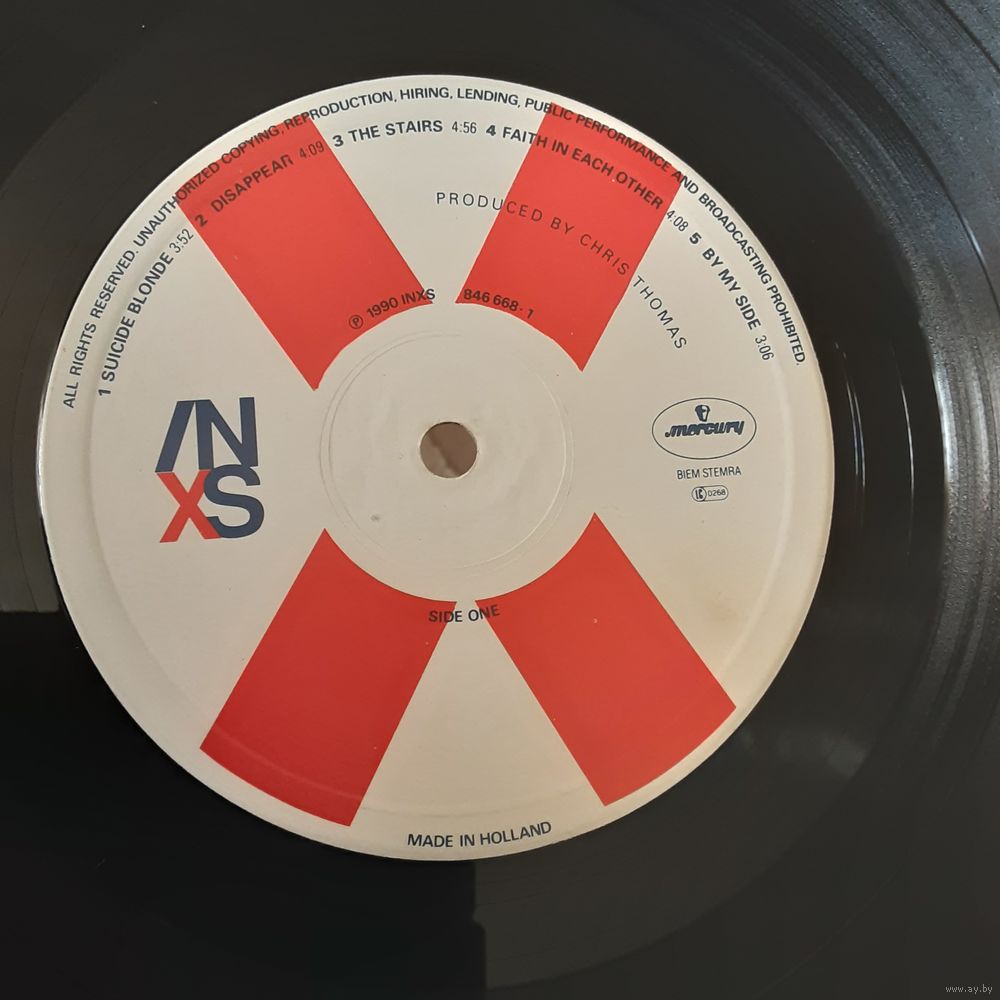 ALL RIGHTS RESERVED. UNAUTHORIZED COPYING, REPRODUCTION, HIRING, LENDING, PUBLIC PERFORMANCE AND BROADCASTING PROHIBITED.
1 SUICIDE BLONDE 3:52 2 DISAPPEAR 4:09 3 THE STAIRS 4:56 4 FAITH IN EACH OTHER 4:08 5 BY MY SIDE 3:06
PRODUCED BY CHRIS THOMAS
℗ 1990 INXS 846 668-1
IN
XS
mercury
BIEM STEMRA
LC 0268
SIDE ONE
MADE IN HOLLAND
www.ay.by